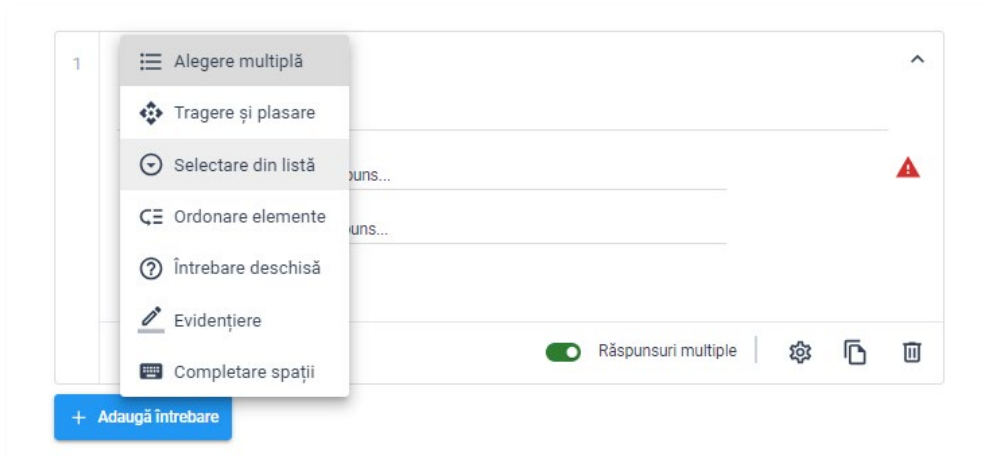 1
Alegere multiplă
Tragere și plasare
Selectare din listă
puns...
Ordonare elemente
uns...
Întrebare deschisă
Evidențiere
Răspunsuri multiple
Completare spații
+ Adaugă întrebare